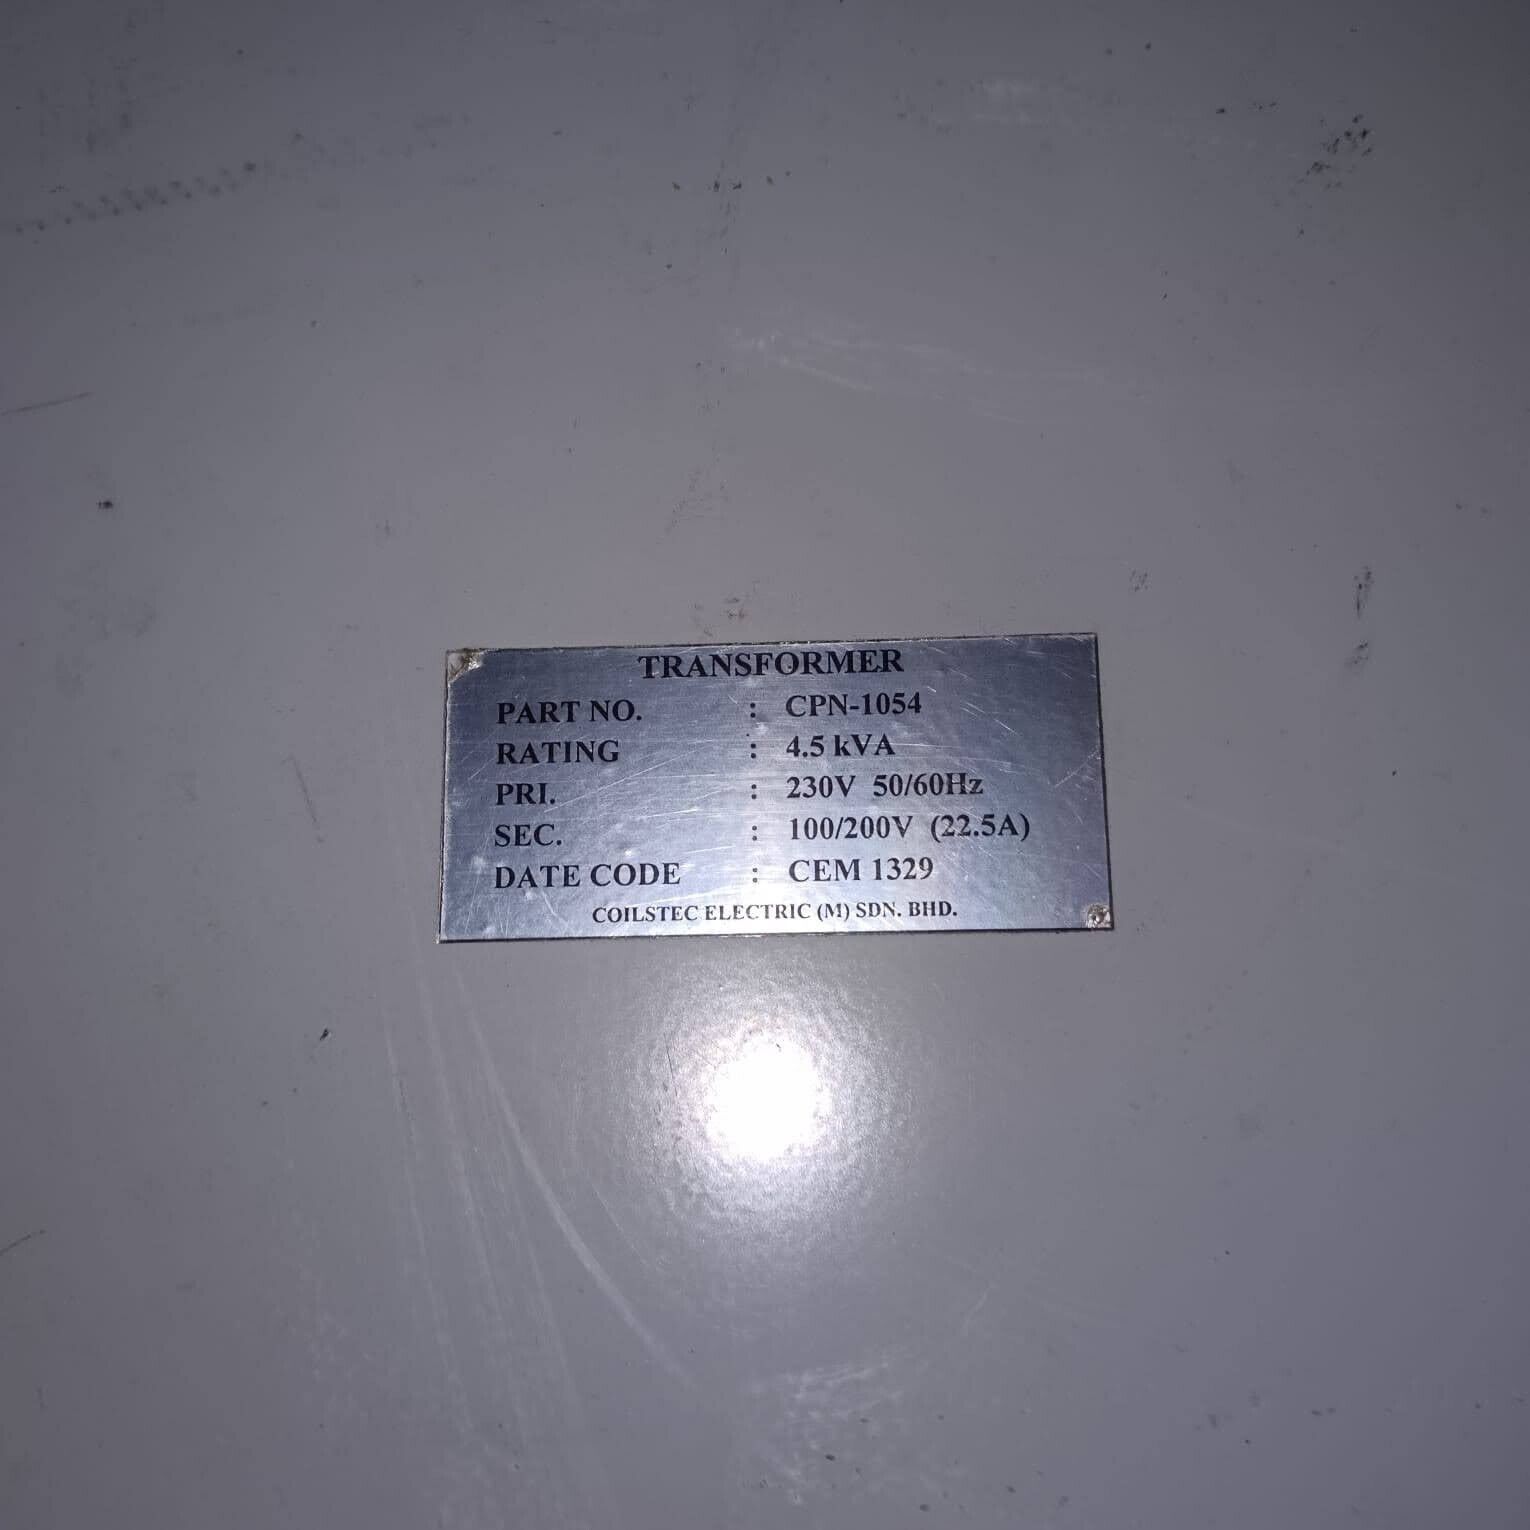 TRANSFORMER
PART NO. : CPN-1054
RATING : 4.5 kVA
PRI. : 230V 50/60Hz
SEC. : 100/200V (22.5A)
DATE CODE : CEM 1329
COILSTEC ELECTRIC (M) SDN. BHD.